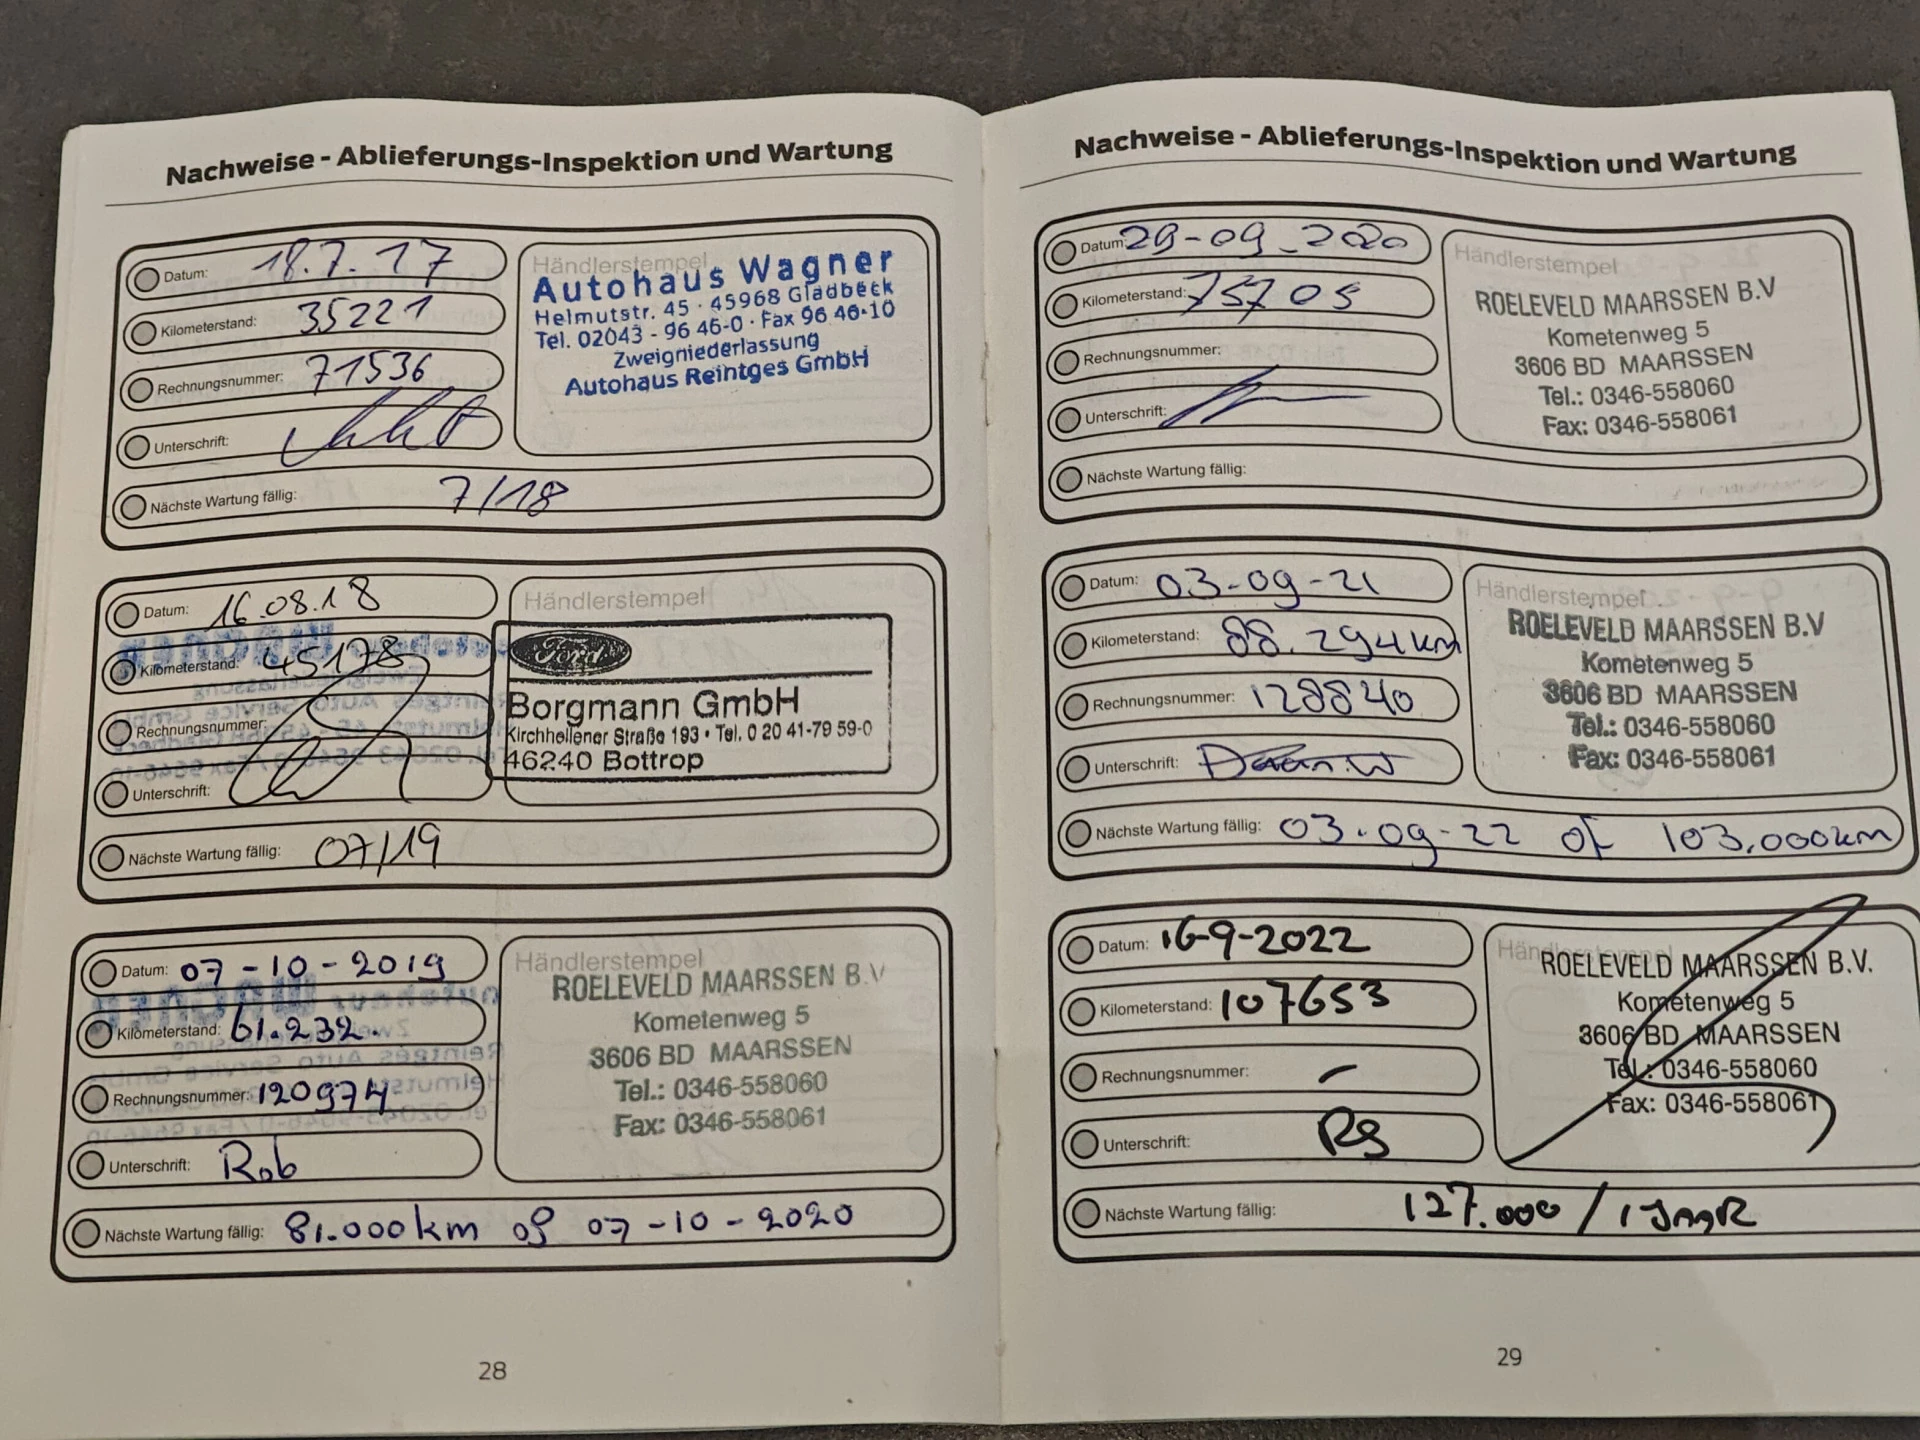 Nachweise - Ablieferungs-Inspektion und Wartung
Datum: 18.7.17
Kilometerstand: 35221
Rechnungsnummer: 71536
Unterschrift:
Nächste Wartung fällig: 7/18
Händlerstempel
Autohaus Wagner
Helmutstr. 45 · 45968 Gladbeck
Tel. 02043 - 96 46-0 · Fax 96 46-10
Zweigniederlassung
Autohaus Reintges GmbH
Datum: 16.08.18
Kilometerstand: 45178
Rechnungsnummer:
Unterschrift:
Nächste Wartung fällig: 07/19
Händlerstempel
Ford
Borgmann GmbH
Kirchhellener Straße 193 · Tel. 0 20 41-79 59-0
46240 Bottrop
Datum: 07-10-2019
Kilometerstand: 61.232.
Rechnungsnummer: 120974
Unterschrift: Rob
Nächste Wartung fällig: 81.000 km of 07-10-2020
Händlerstempel
ROELEVELD MAARSSEN B.V
Kometenweg 5
3606 BD MAARSSEN
Tel.: 0346-558060
Fax: 0346-558061
28
Nachweise - Ablieferungs-Inspektion und Wartung
Datum: 29-09-2020
Kilometerstand: 75705
Rechnungsnummer:
Unterschrift:
Nächste Wartung fällig:
Händlerstempel
ROELEVELD MAARSSEN B.V
Kometenweg 5
3606 BD MAARSSEN
Tel.: 0346-558060
Fax: 0346-558061
Datum: 03-09-21
Kilometerstand: 88.294km
Rechnungsnummer: 128840
Unterschrift:
Nächste Wartung fällig: 03-09-22 of 103.000km
Händlerstempel
ROELEVELD MAARSSEN B.V
Kometenweg 5
3606 BD MAARSSEN
Tel.: 0346-558060
Fax: 0346-558061
Datum: 16-9-2022
Kilometerstand: 107653
Rechnungsnummer: -
Unterschrift: RS
Nächste Wartung fällig: 127.000 / 1 JAAR
Händlerstempel
ROELEVELD MAARSSEN B.V.
Kometenweg 5
3606 BD MAARSSEN
Tel.: 0346-558060
Fax: 0346-558061
29